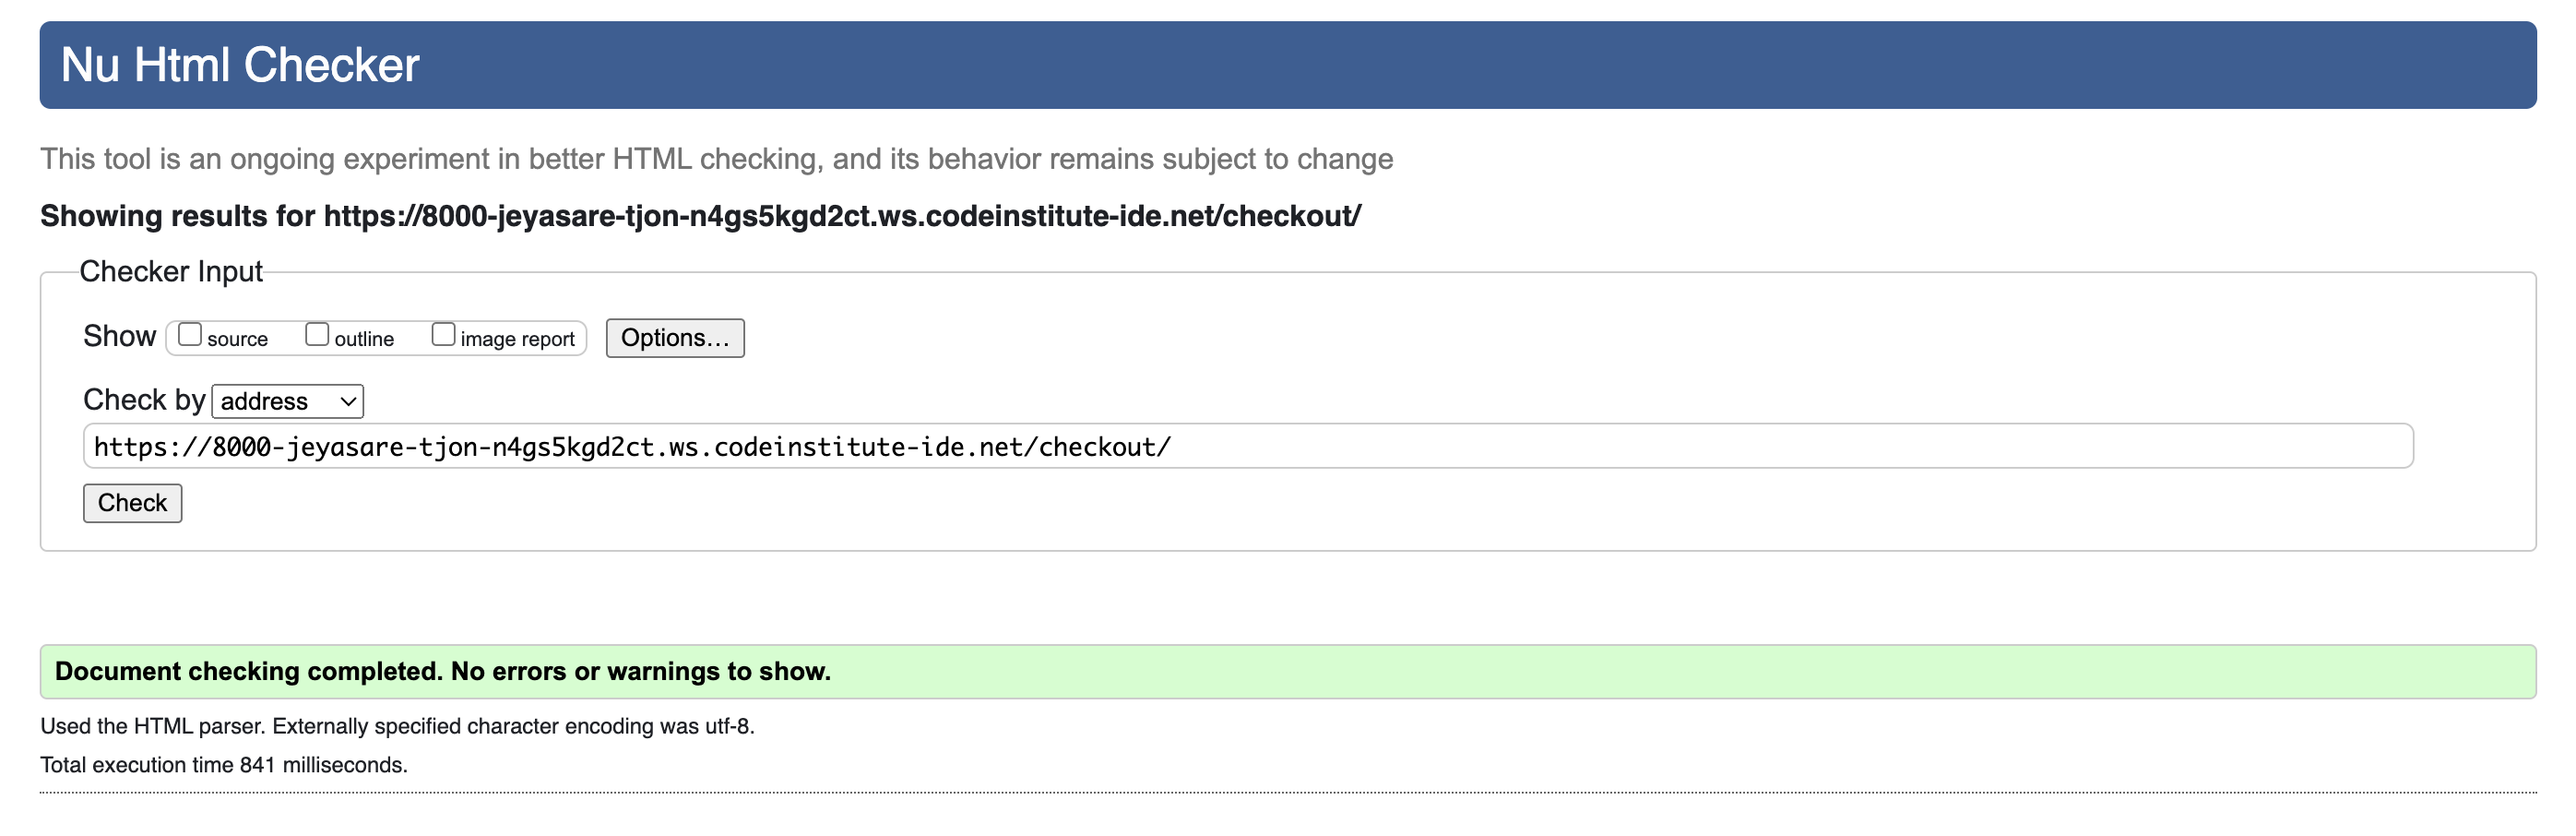 Nu Html Checker
This tool is an ongoing experiment in better HTML checking, and its behavior remains subject to change
Showing results for https://8000-jeyasare-tjon-n4gs5kgd2ct.ws.codeinstitute-ide.net/checkout/
Checker Input
Show source outline image report Options...
Check by address
https://8000-jeyasare-tjon-n4gs5kgd2ct.ws.codeinstitute-ide.net/checkout/
Check
Document checking completed. No errors or warnings to show.
Used the HTML parser. Externally specified character encoding was utf-8.
Total execution time 841 milliseconds.